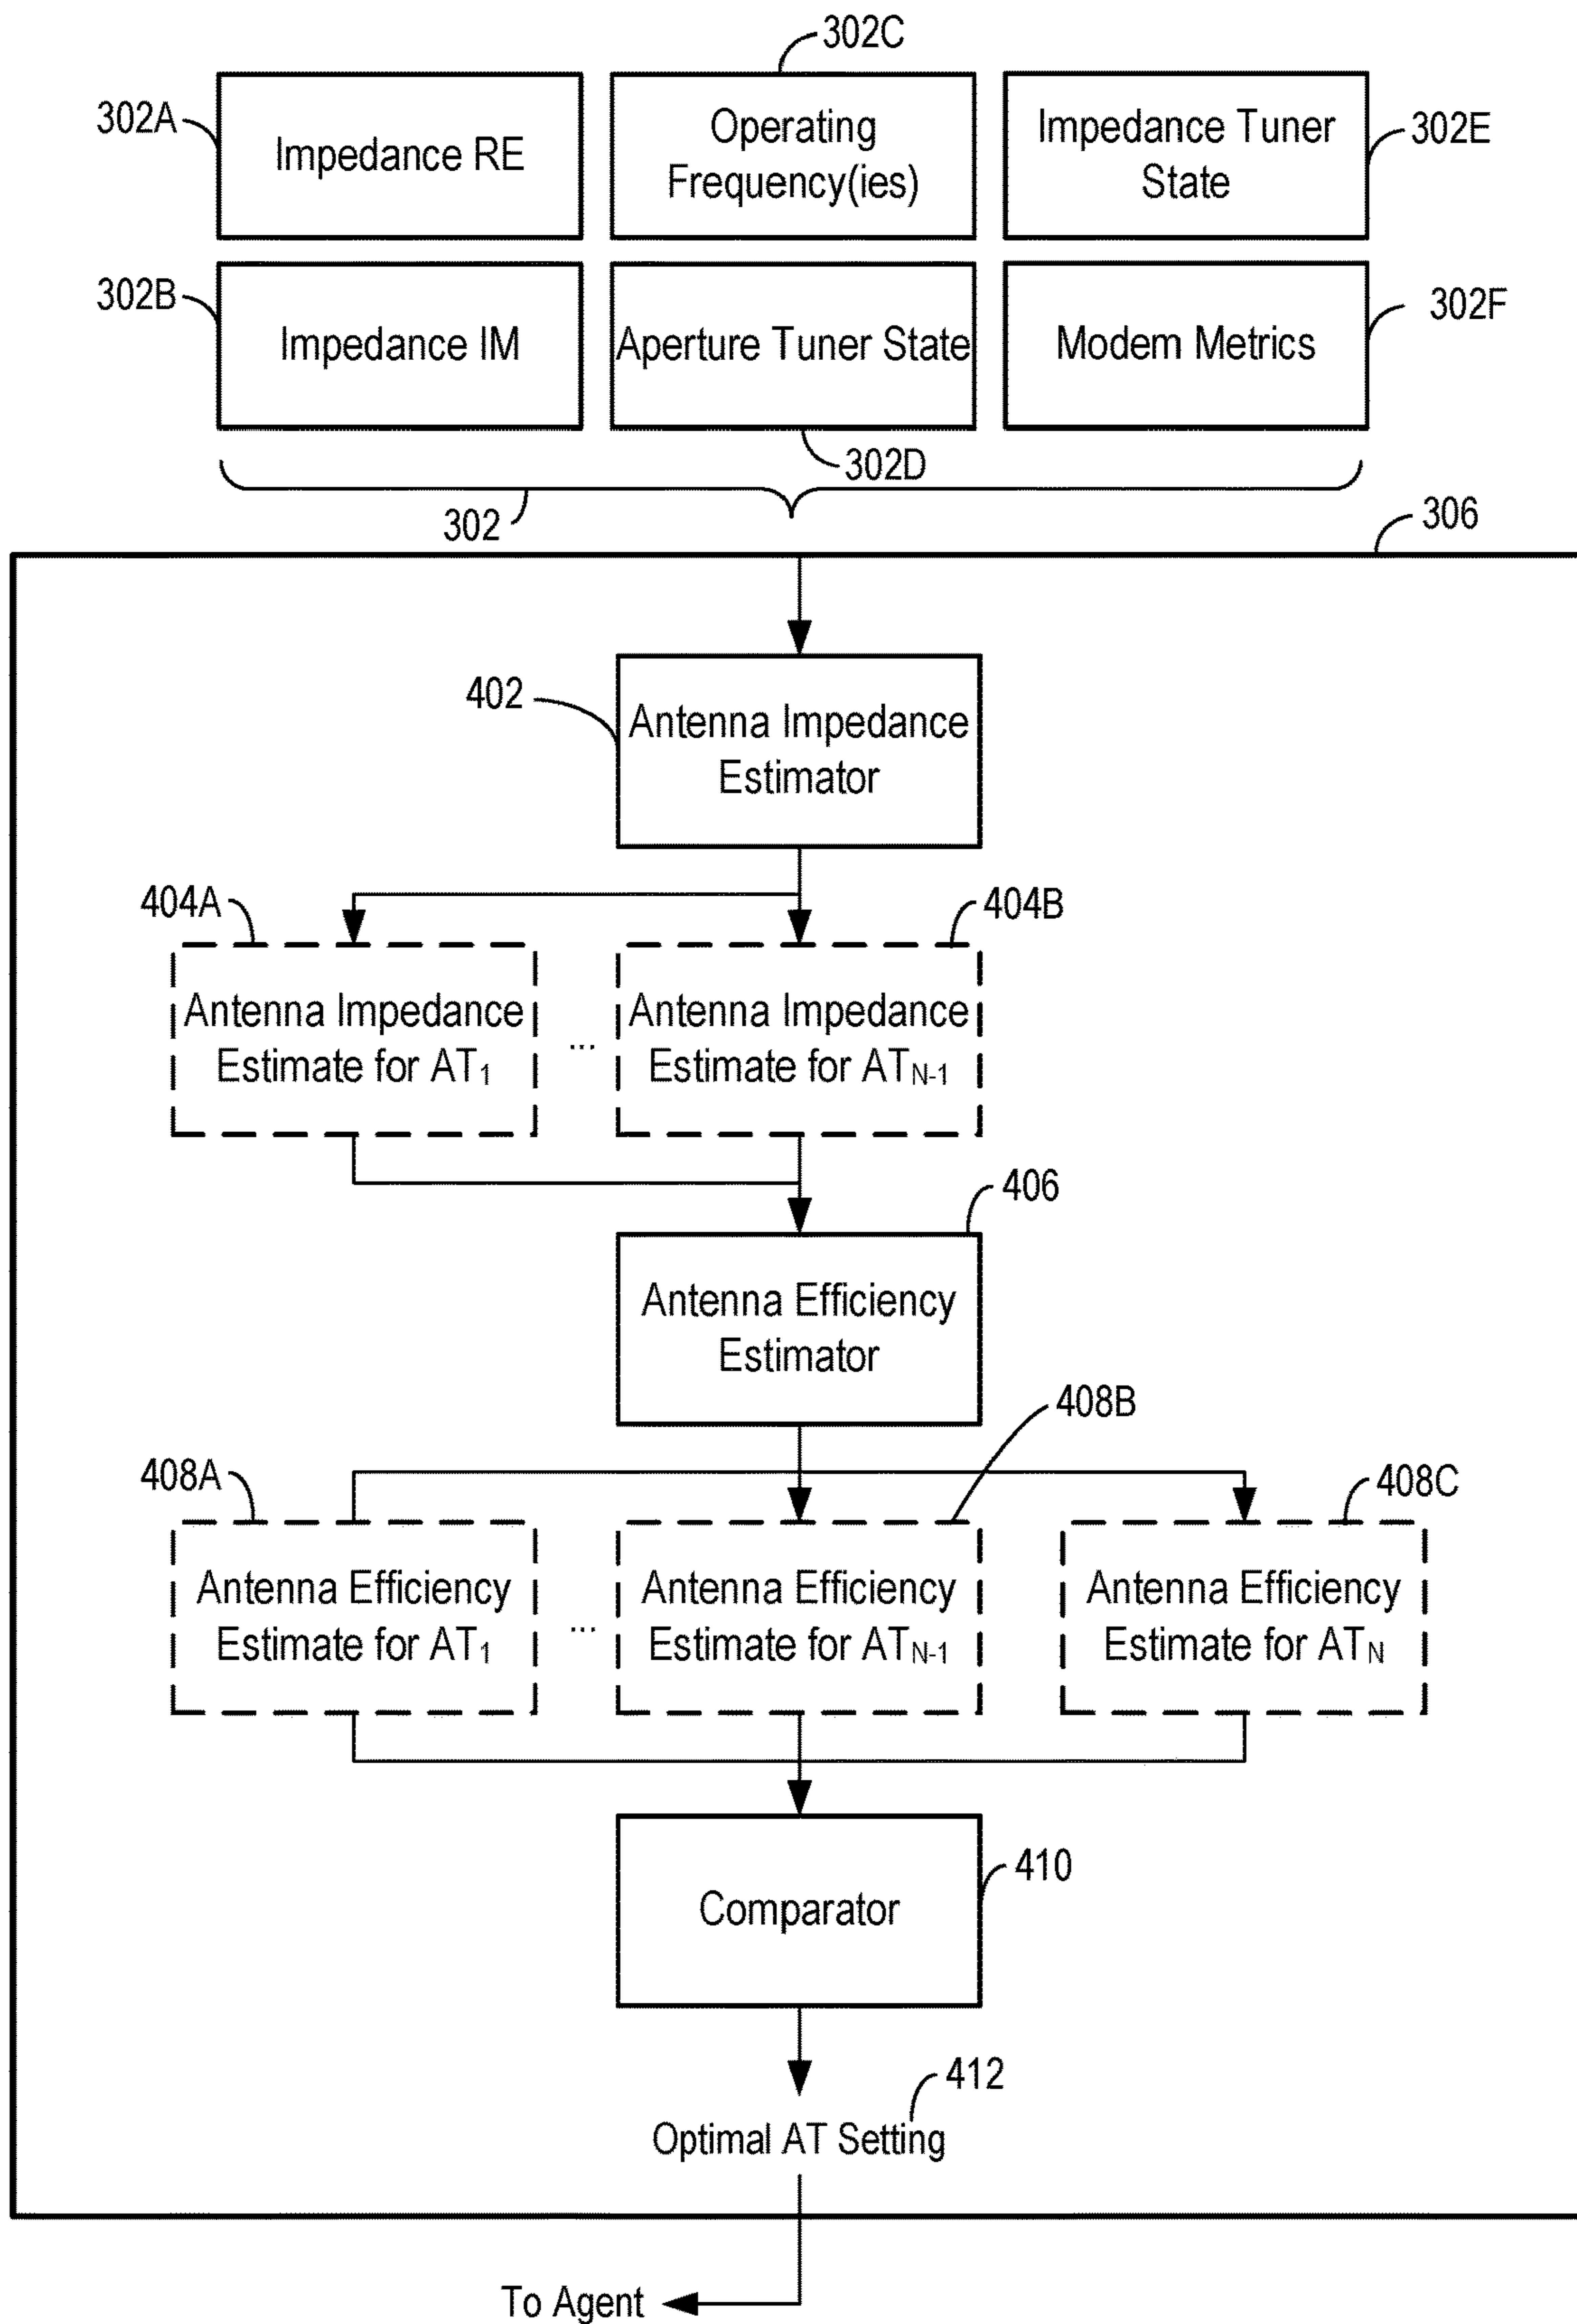 302C
302A
Impedance RE
Operating
Frequency(ies)
Impedance Tuner
State
302E
302B
Impedance IM
Aperture Tuner State
Modem Metrics
302F
302D
302
306
402
Antenna Impedance
Estimator
404A
404B
Antenna Impedance
Estimate for AT₁
...
Antenna Impedance
Estimate for ATN-1
406
Antenna Efficiency
Estimator
408B
408A
408C
Antenna Efficiency
Estimate for AT₁
...
Antenna Efficiency
Estimate for ATN-1
Antenna Efficiency
Estimate for ATN
410
Comparator
412
Optimal AT Setting
To Agent